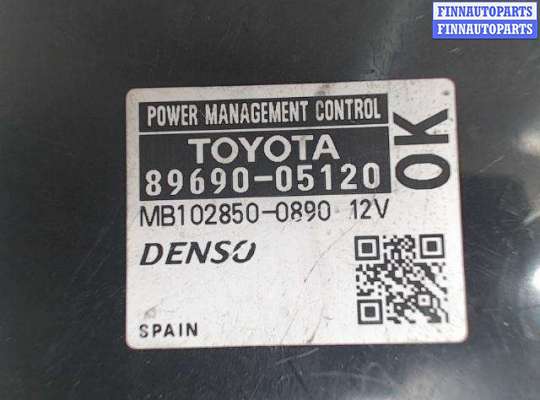 FINNAUTOPARTS
FINNAUTOPARTS
POWER MANAGEMENT CONTROL
TOYOTA
89690-05120
OK
MB102850-0890 12V
DENSO
SPAIN